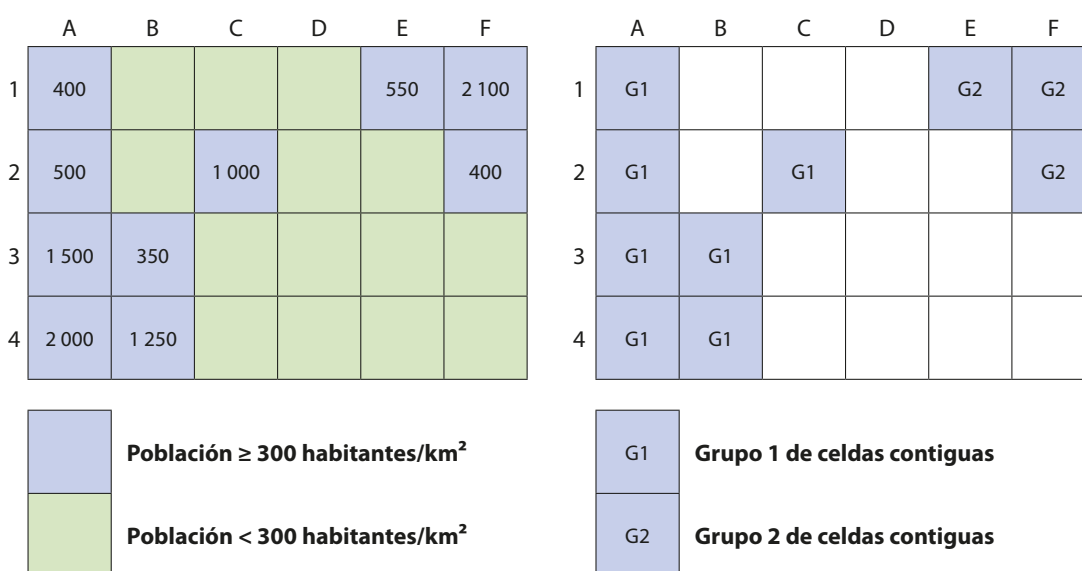 A B C D E F
1 400 550 2 100
2 500 1 000 400
3 1 500 350
4 2 000 1 250
Población ≥ 300 habitantes/km²
Población < 300 habitantes/km²
A B C D E F
1 G1 G2 G2
2 G1 G1 G2
3 G1 G1
4 G1 G1
G1 Grupo 1 de celdas contiguas
G2 Grupo 2 de celdas contiguas